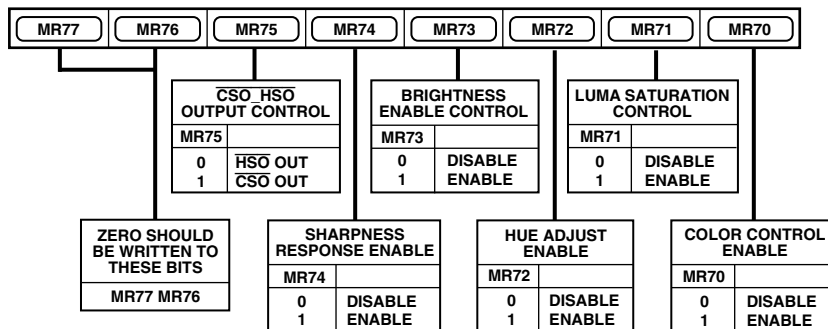 MR77 MR76 MR75 MR74 MR73 MR72 MR71 MR70
CSO_HSO
OUTPUT CONTROL
MR75
0 HSO OUT
1 CSO OUT
BRIGHTNESS
ENABLE CONTROL
MR73
0 DISABLE
1 ENABLE
LUMA SATURATION
CONTROL
MR71
0 DISABLE
1 ENABLE
ZERO SHOULD
BE WRITTEN TO
THESE BITS
MR77 MR76
SHARPNESS
RESPONSE ENABLE
MR74
0 DISABLE
1 ENABLE
HUE ADJUST
ENABLE
MR72
0 DISABLE
1 ENABLE
COLOR CONTROL
ENABLE
MR70
0 DISABLE
1 ENABLE